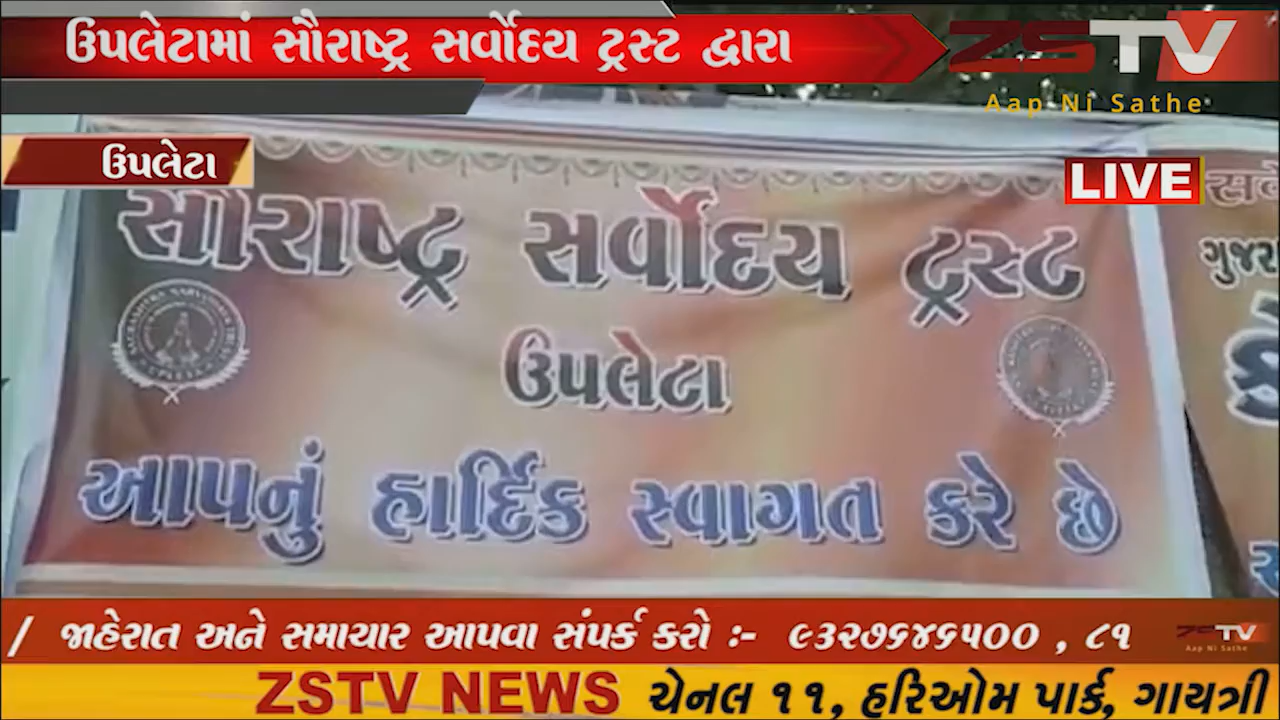 ઉપલેટામાં સૌરાષ્ટ્ર સર્વોદય ટ્રસ્ટ દ્વારા
ZSTV
Aap Ni Sathe
ઉપલેટા
LIVE
સૌરાષ્ટ્ર સર્વોદય ટ્રસ્ટ
ઉપલેટા
આપનું હાર્દિક સ્વાગત કરે છે
/ જાહેરાત અને સમાચાર આપવા સંપર્ક કરો :- ૯૩૨૭૬૪૬૫૦૦ , ૮૧
ZSTV
Aap Ni Sathe
ZSTV NEWS ચેનલ ૧૧, હરિઓમ પાર્ક, ગાયત્રી